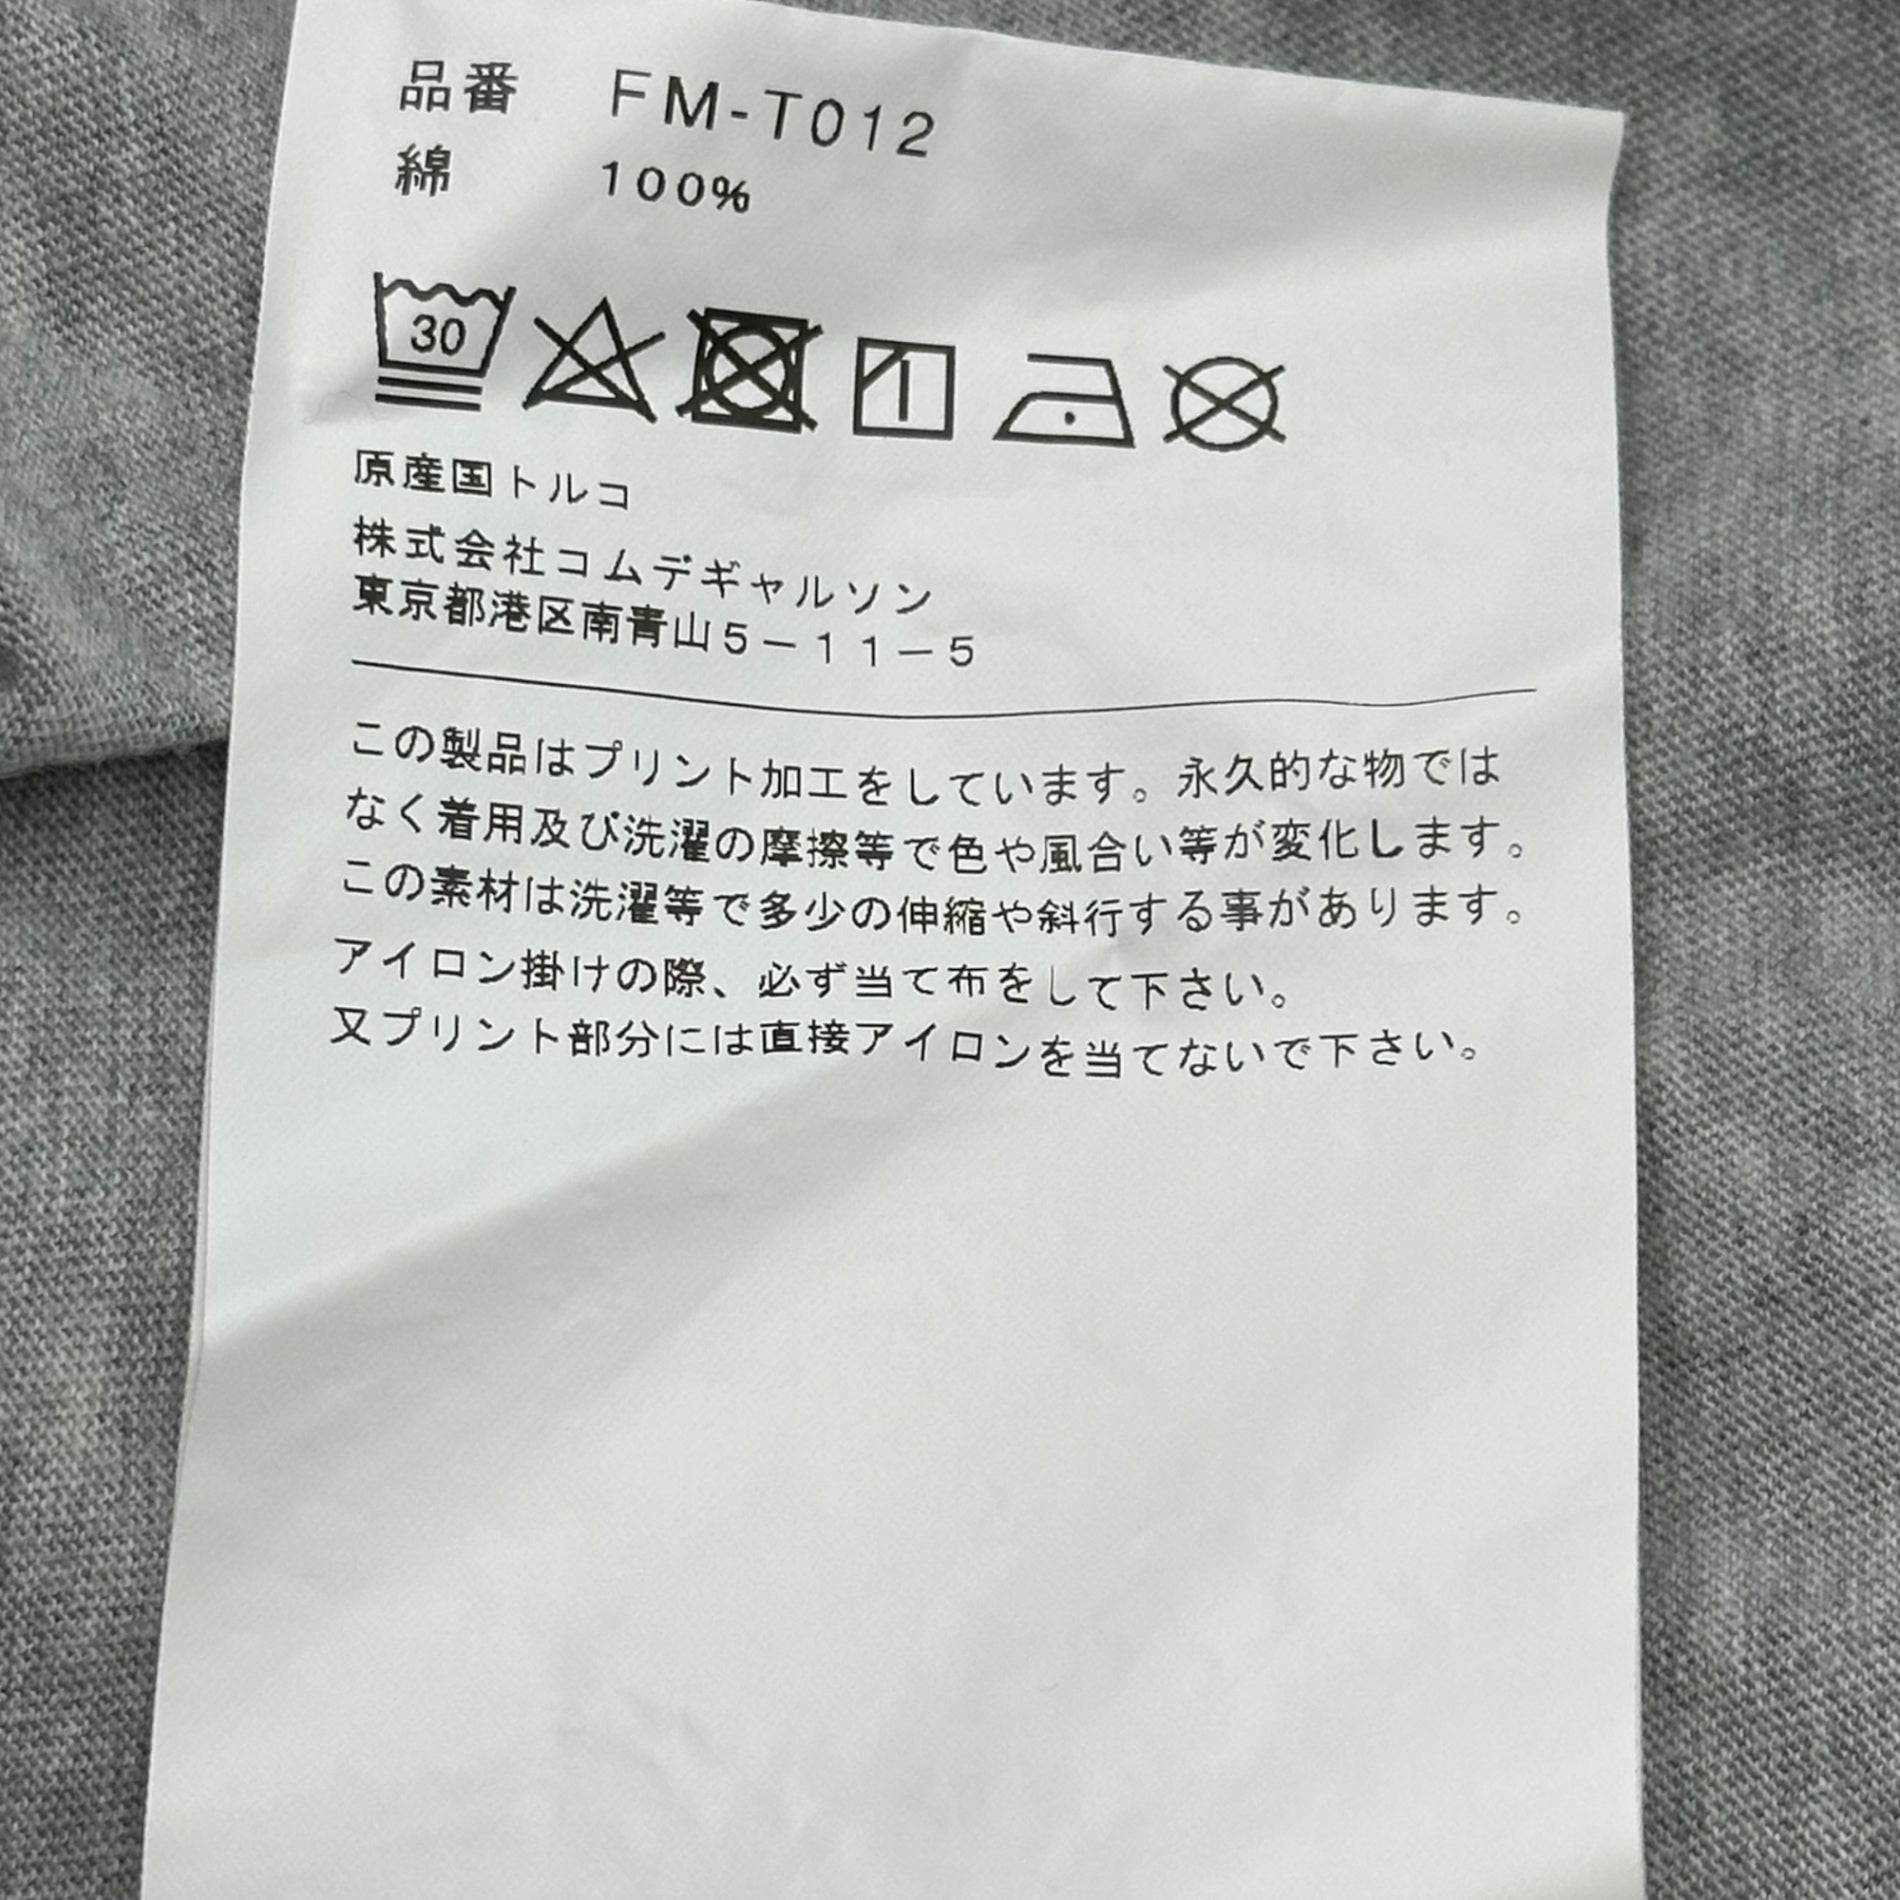 品番 FM-T012
綿 100%
30
原産国トルコ
株式会社コムデギャルソン
東京都港区南青山5-11-5
この製品はプリント加工をしています。永久的な物では
なく着用及び洗濯の摩擦等で色や風合い等が変化します。
この素材は洗濯等で多少の伸縮や斜行する事があります。
アイロン掛けの際、必ず当て布をして下さい。
又プリント部分には直接アイロンを当てないで下さい。